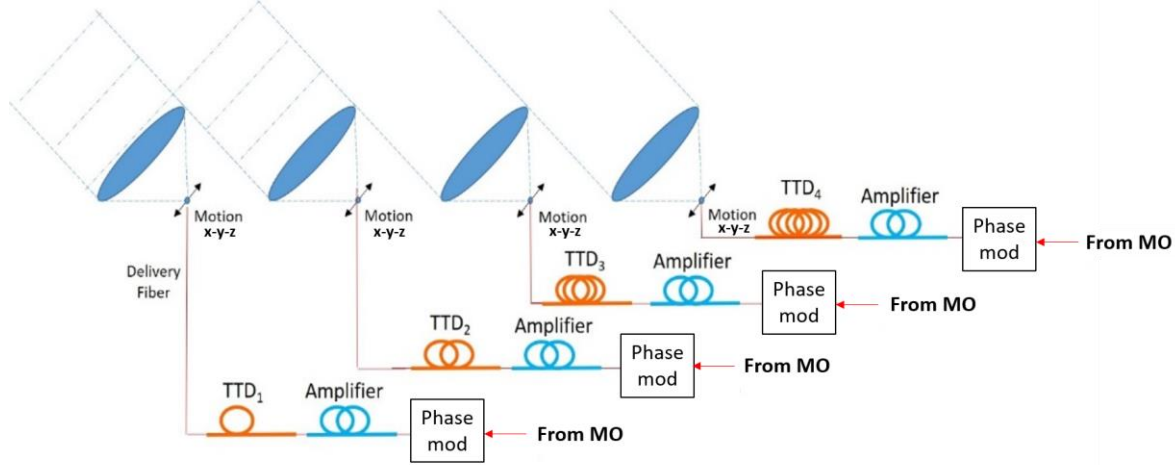 Motion
x-y-z
Motion
x-y-z
Motion
x-y-z
Motion
x-y-z
TTD₄
Amplifier
Phase
mod
From MO
Delivery
Fiber
TTD₃
Amplifier
Phase
mod
From MO
TTD₂
Amplifier
Phase
mod
From MO
TTD₁
Amplifier
Phase
mod
From MO